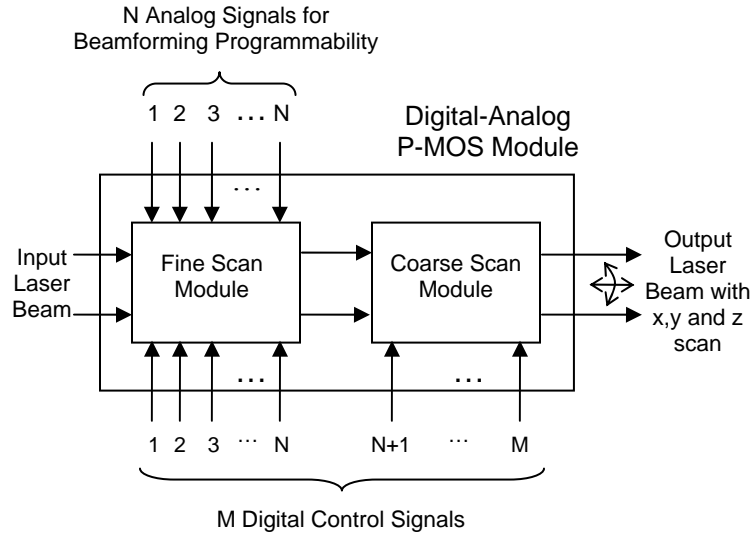 N Analog Signals for
Beamforming Programmability
1 2 3 ... N
Digital-Analog
P-MOS Module
...
Input
Laser
Beam
Fine Scan
Module
Coarse Scan
Module
Output
Laser
Beam with
x,y and z
scan
... ...
1 2 3 ... N N+1 ... M
M Digital Control Signals